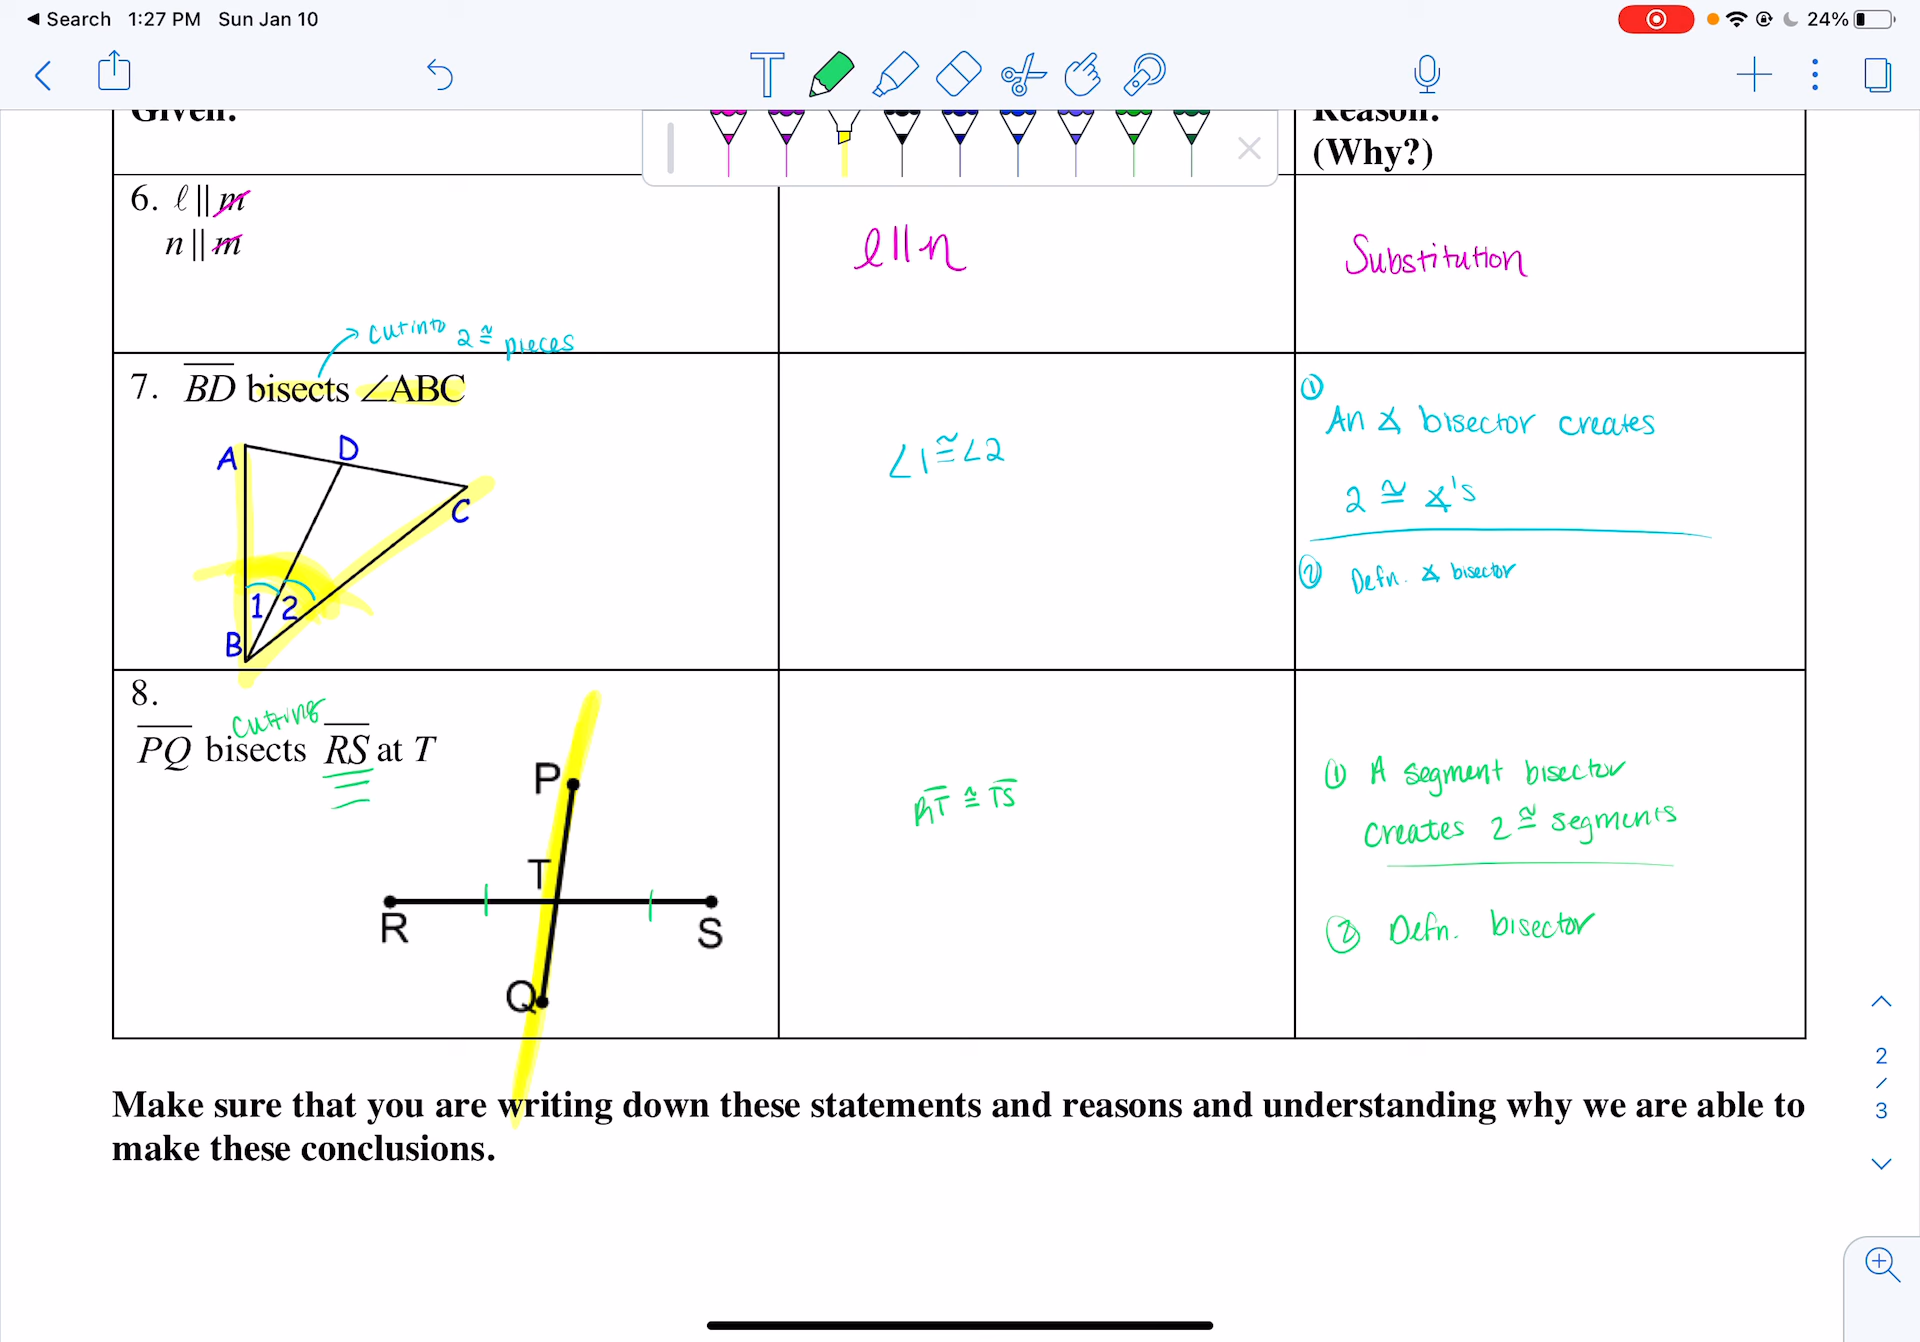 Search 1:27 PM Sun Jan 10
24%
Given:
Reason:
(Why?)
6. ℓ || m
n || m
ℓ || n
Substitution
cut into 2 ≅ pieces
7. BD bisects ∠ABC
A
D
C
1 2
B
∠1 ≅ ∠2
① An ∡ bisector creates
2 ≅ ∡'s
② Defn. ∡ bisector
8.
cutting
PQ bisects RS at T
P
T
R
S
Q
RT ≅ TS
① A segment bisector
creates 2 ≅ segments
② Defn. bisector
Make sure that you are writing down these statements and reasons and understanding why we are able to
make these conclusions.
2
/
3